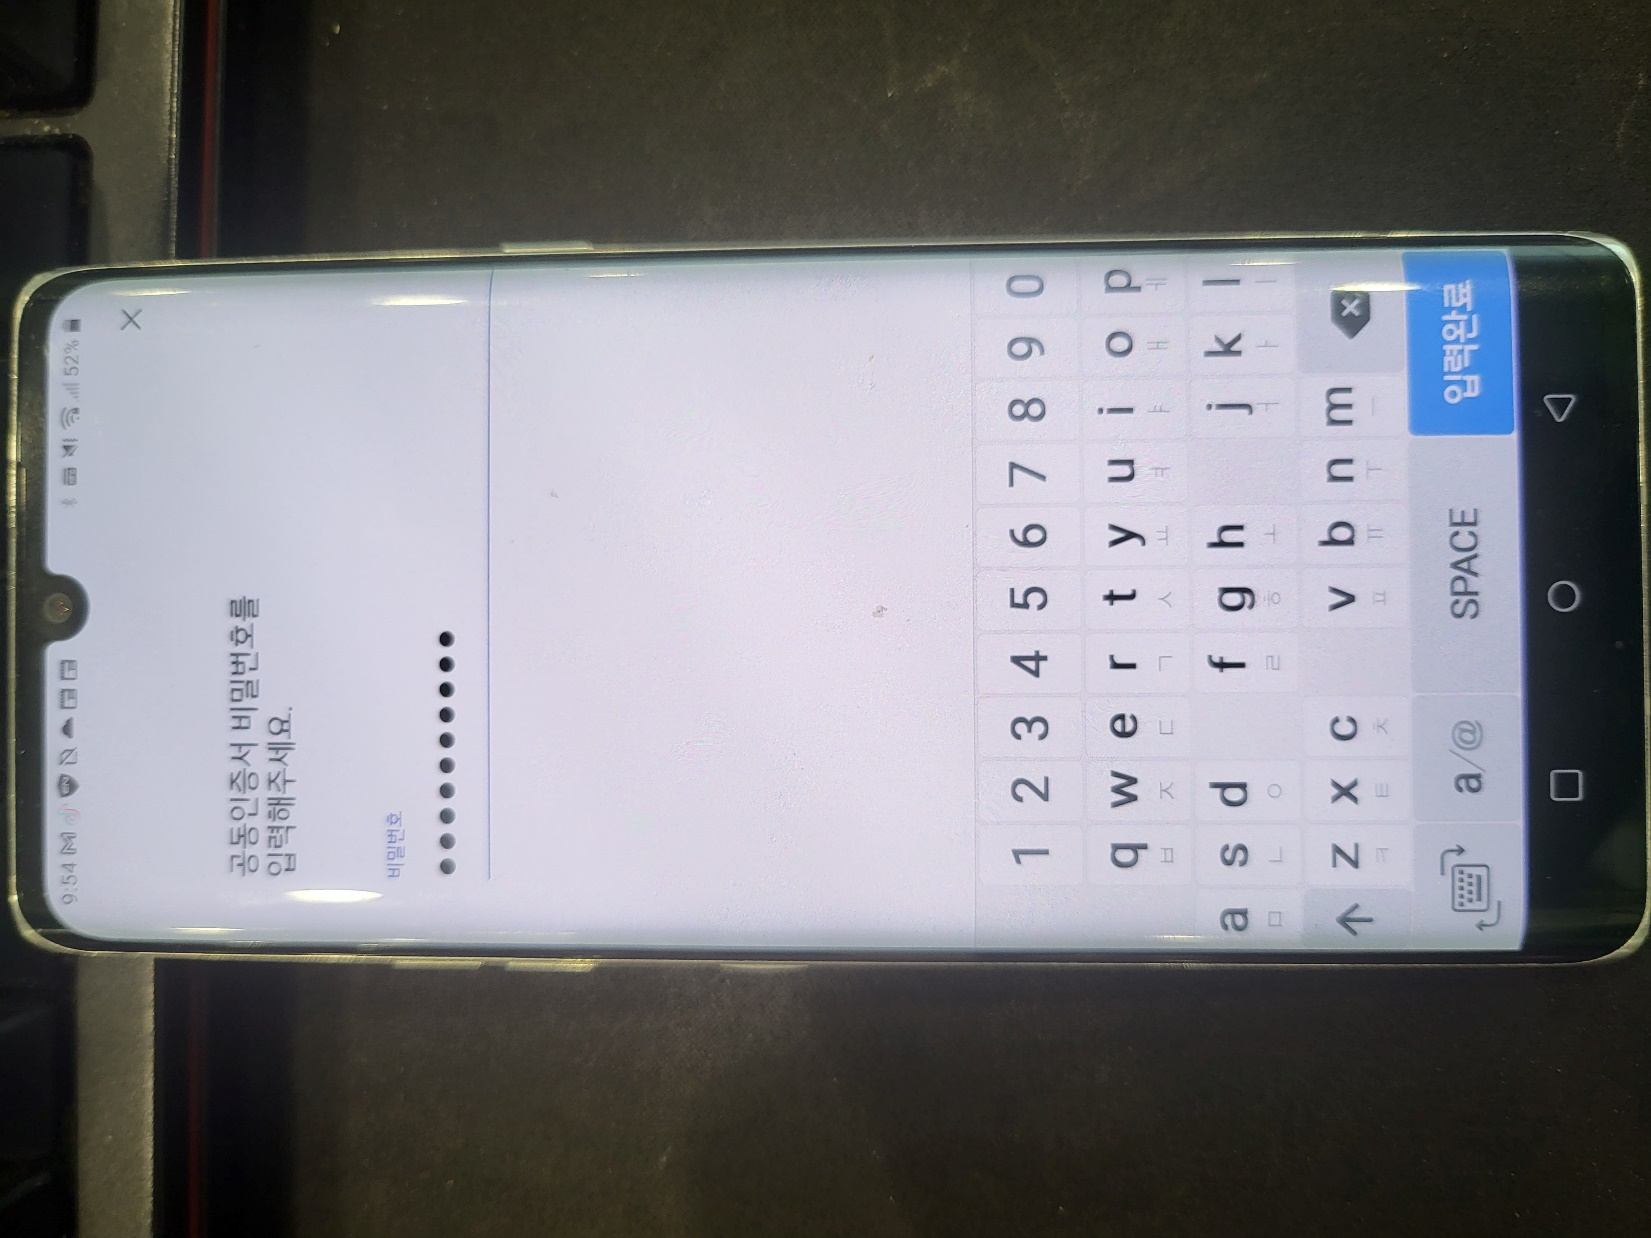 9:54 52%
공동인증서 비밀번호를
입력해주세요.
비밀번호
●●●●●●●●●●
1 2 3 4 5 6 7 8 9 0
q w e r t y u i o p
ㅂ ㅈ ㄷ ㄱ ㅅ ㅛ ㅕ ㅑ ㅐ ㅔ
a s d f g h j k l
ㅁ ㄴ ㅇ ㄹ ㅎ ㅗ ㅓ ㅏ ㅣ
z x c v b n m
ㅋ ㅌ ㅊ ㅍ ㅠ ㅜ ㅡ
a/@ SPACE 입력완료